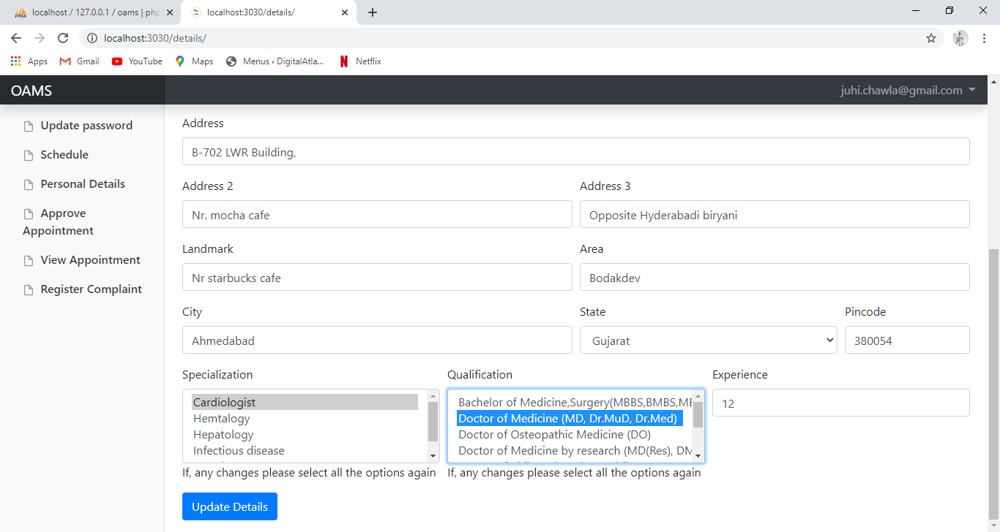 localhost / 127.0.0.1 / oams | php
localhost:3030/details/
localhost:3030/details/
Apps
Gmail
YouTube
Maps
Menus ‹ DigitalAtla...
Netflix
OAMS
juhi.chawla@gmail.com
Update password
Schedule
Personal Details
Approve
Appointment
View Appointment
Register Complaint
Address
B-702 LWR Building,
Address 2
Address 3
Nr. mocha cafe
Opposite Hyderabadi biryani
Landmark
Area
Nr starbucks cafe
Bodakdev
City
State
Pincode
Ahmedabad
Gujarat
380054
Specialization
Qualification
Experience
Cardiologist
Hemtalogy
Hepatology
Infectious disease
Bachelor of Medicine,Surgery(MBBS,BMBS,ME
Doctor of Medicine (MD, Dr.MuD, Dr.Med)
Doctor of Osteopathic Medicine (DO)
Doctor of Medicine by research (MD(Res), DM
12
If, any changes please select all the options again
If, any changes please select all the options again
Update Details